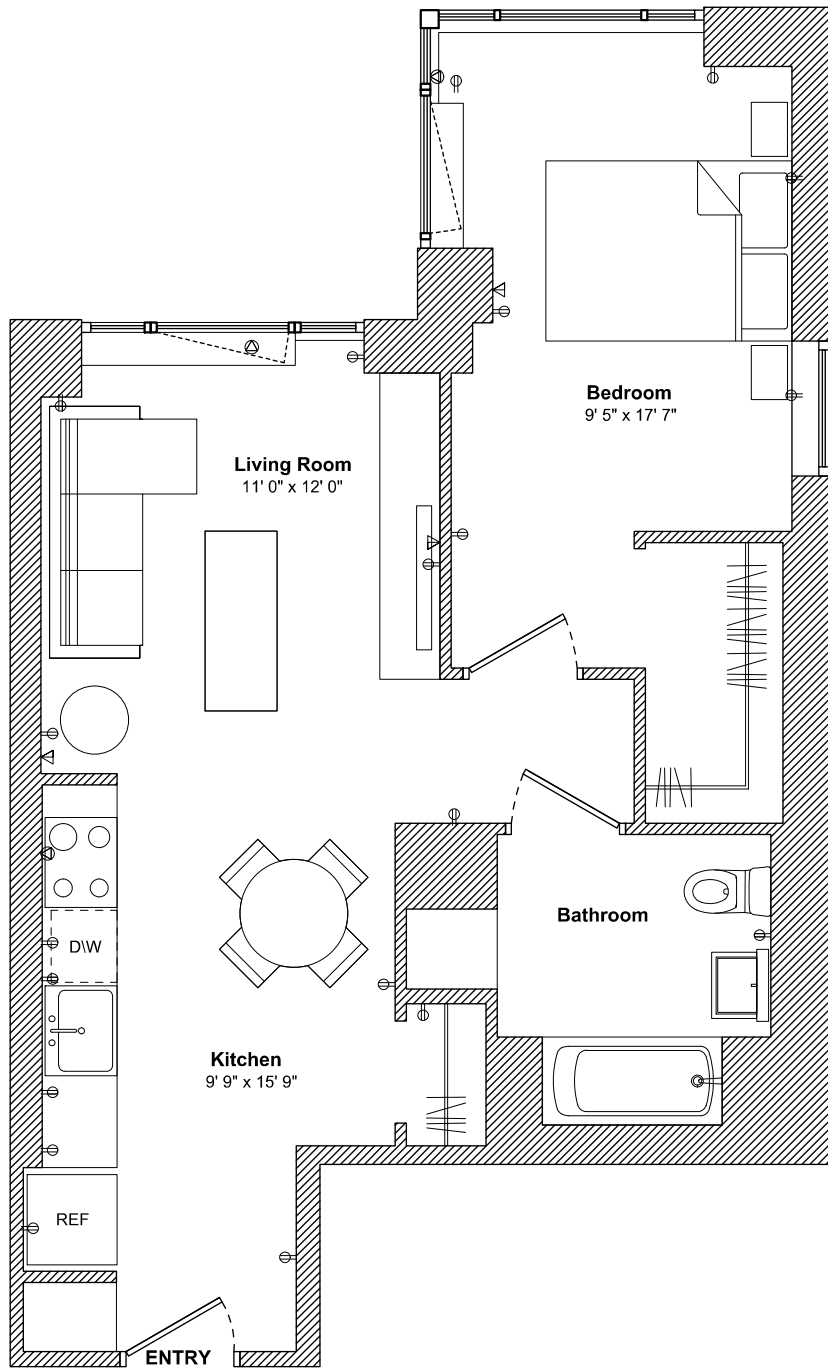 Bedroom
9' 5" x 17' 7"
Living Room
11' 0" x 12' 0"
D\W
Bathroom
Kitchen
9' 9" x 15' 9"
REF
ENTRY